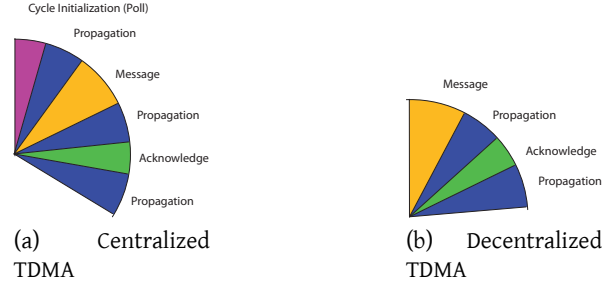 Cycle Initialization (Poll)
Propagation
Message
Propagation
Acknowledge
Propagation
(a) Centralized
TDMA
Message
Propagation
Acknowledge
Propagation
(b) Decentralized
TDMA